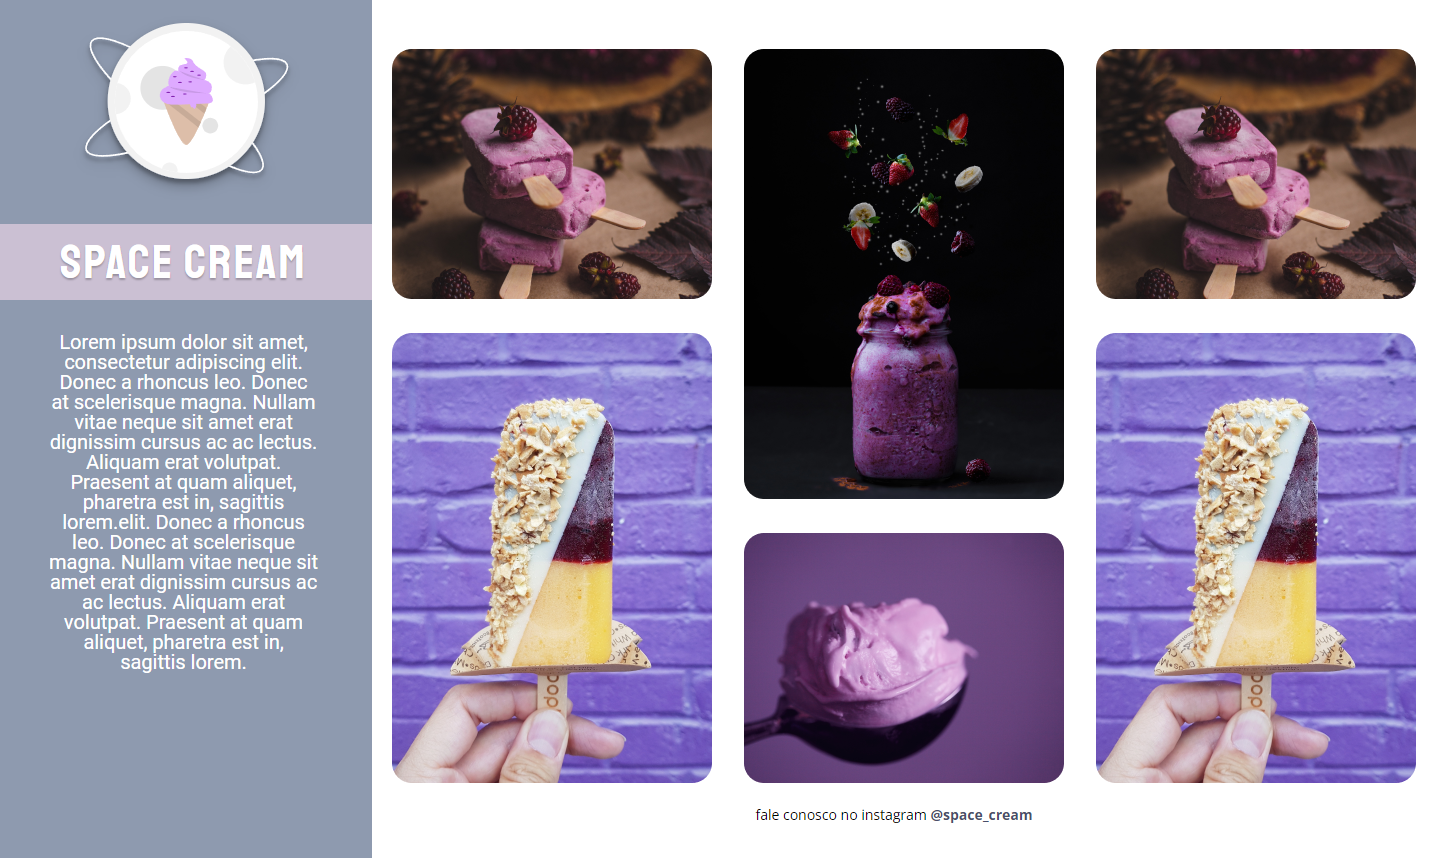 SPACE CREAM
Lorem ipsum dolor sit amet,
consectetur adipiscing elit.
Donec a rhoncus leo. Donec
at scelerisque magna. Nullam
vitae neque sit amet erat
dignissim cursus ac ac lectus.
Aliquam erat volutpat.
Praesent at quam aliquet,
pharetra est in, sagittis
lorem.elit. Donec a rhoncus
leo. Donec at scelerisque
magna. Nullam vitae neque sit
amet erat dignissim cursus ac
ac lectus. Aliquam erat
volutpat. Praesent at quam
aliquet, pharetra est in,
sagittis lorem.
fale conosco no instagram @space_cream